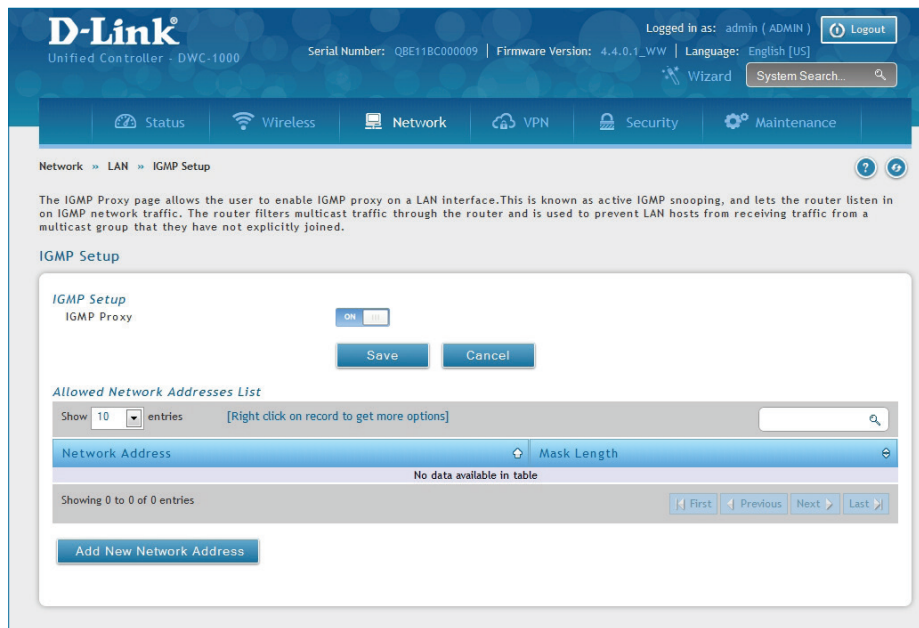 D-Link®
Logged in as: admin ( ADMIN ) Logout
Unified Controller - DWC-1000
Serial Number: QBE11BC000009 | Firmware Version: 4.4.0.1_WW | Language: English [US]
Wizard System Search...
Status Wireless Network VPN Security Maintenance
Network » LAN » IGMP Setup
The IGMP Proxy page allows the user to enable IGMP proxy on a LAN interface.This is known as active IGMP snooping, and lets the router listen in
on IGMP network traffic. The router filters multicast traffic through the router and is used to prevent LAN hosts from receiving traffic from a
multicast group that they have not explicitly joined.
IGMP Setup
IGMP Setup
IGMP Proxy ON
Save Cancel
Allowed Network Addresses List
Show 10 entries [Right click on record to get more options]
Network Address Mask Length
No data available in table
Showing 0 to 0 of 0 entries First Previous Next Last
Add New Network Address